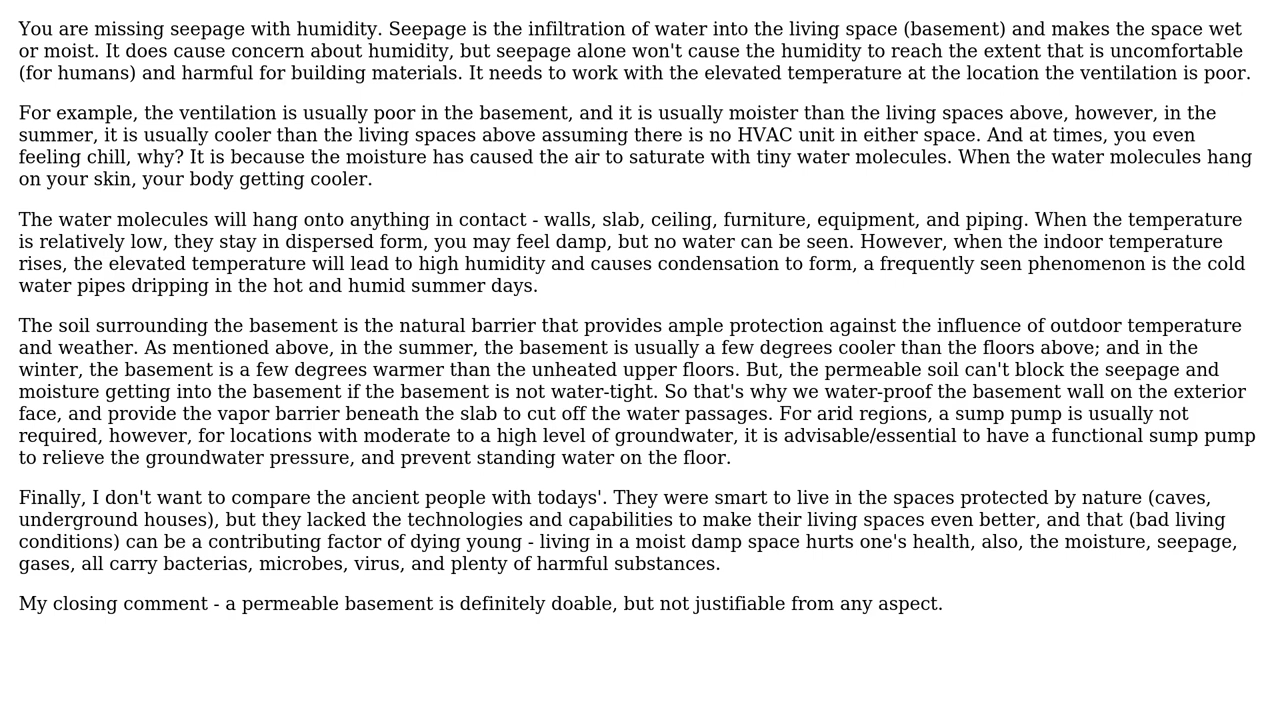 You are missing seepage with humidity. Seepage is the infiltration of water into the living space (basement) and makes the space wet
or moist. It does cause concern about humidity, but seepage alone won't cause the humidity to reach the extent that is uncomfortable
(for humans) and harmful for building materials. It needs to work with the elevated temperature at the location the ventilation is poor.
For example, the ventilation is usually poor in the basement, and it is usually moister than the living spaces above, however, in the
summer, it is usually cooler than the living spaces above assuming there is no HVAC unit in either space. And at times, you even
feeling chill, why? It is because the moisture has caused the air to saturate with tiny water molecules. When the water molecules hang
on your skin, your body getting cooler.
The water molecules will hang onto anything in contact - walls, slab, ceiling, furniture, equipment, and piping. When the temperature
is relatively low, they stay in dispersed form, you may feel damp, but no water can be seen. However, when the indoor temperature
rises, the elevated temperature will lead to high humidity and causes condensation to form, a frequently seen phenomenon is the cold
water pipes dripping in the hot and humid summer days.
The soil surrounding the basement is the natural barrier that provides ample protection against the influence of outdoor temperature
and weather. As mentioned above, in the summer, the basement is usually a few degrees cooler than the floors above; and in the
winter, the basement is a few degrees warmer than the unheated upper floors. But, the permeable soil can't block the seepage and
moisture getting into the basement if the basement is not water-tight. So that's why we water-proof the basement wall on the exterior
face, and provide the vapor barrier beneath the slab to cut off the water passages. For arid regions, a sump pump is usually not
required, however, for locations with moderate to a high level of groundwater, it is advisable/essential to have a functional sump pump
to relieve the groundwater pressure, and prevent standing water on the floor.
Finally, I don't want to compare the ancient people with todays'. They were smart to live in the spaces protected by nature (caves,
underground houses), but they lacked the technologies and capabilities to make their living spaces even better, and that (bad living
conditions) can be a contributing factor of dying young - living in a moist damp space hurts one's health, also, the moisture, seepage,
gases, all carry bacterias, microbes, virus, and plenty of harmful substances.
My closing comment - a permeable basement is definitely doable, but not justifiable from any aspect.